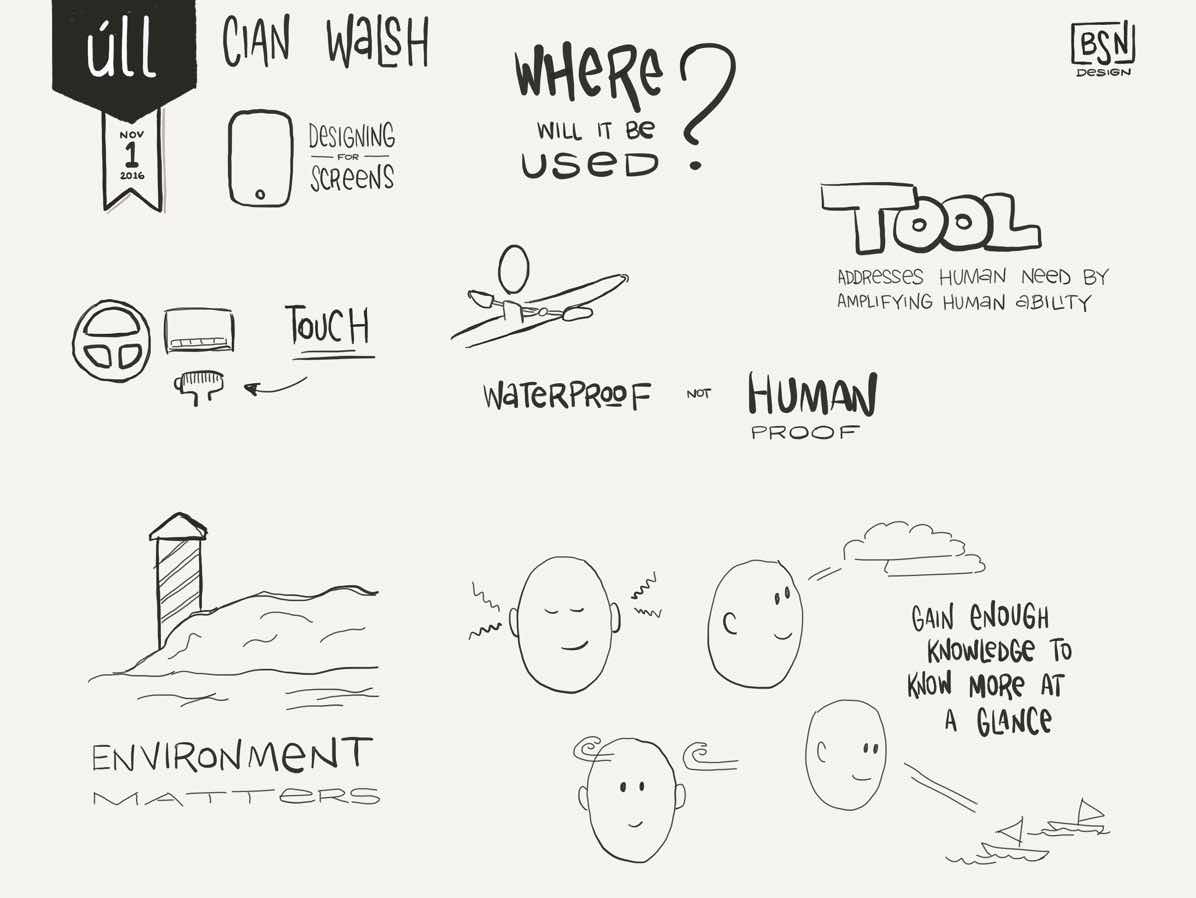 úll
CIAN WALSH
NOV
1
2016
DESIGNING
FOR
SCREENS
WHERE
WILL IT BE
USED?
BSN
DESIGN
TOOL
ADDRESSES HUMAN NEED BY
AMPLIFYING HUMAN ABILITY
TOUCH
WATERPROOF NOT HUMAN
PROOF
ENVIRONMENT
MATTERS
GAIN ENOUGH
KNOWLEDGE TO
KNOW MORE AT
A GLANCE